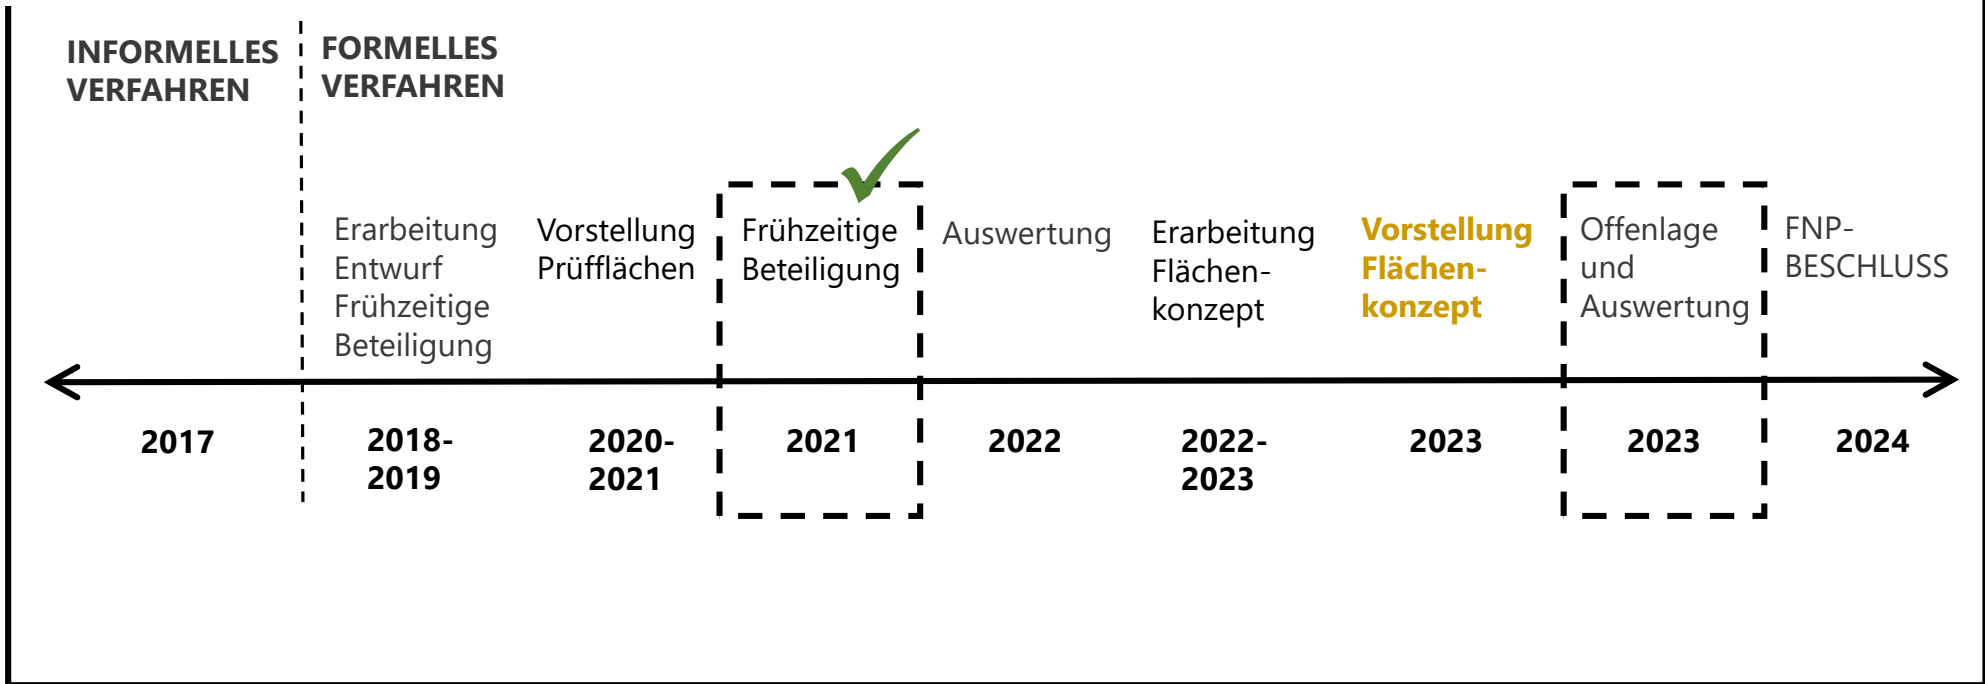 INFORMELLES
VERFAHREN
FORMELLES
VERFAHREN
Erarbeitung
Entwurf
Frühzeitige
Beteiligung
Vorstellung
Prüfflächen
Frühzeitige
Beteiligung
Auswertung
Erarbeitung
Flächen-
konzept
Vorstellung
Flächen-
konzept
Offenlage
und
Auswertung
FNP-
BESCHLUSS
2017
2018-
2019
2020-
2021
2021
2022
2022-
2023
2023
2023
2024